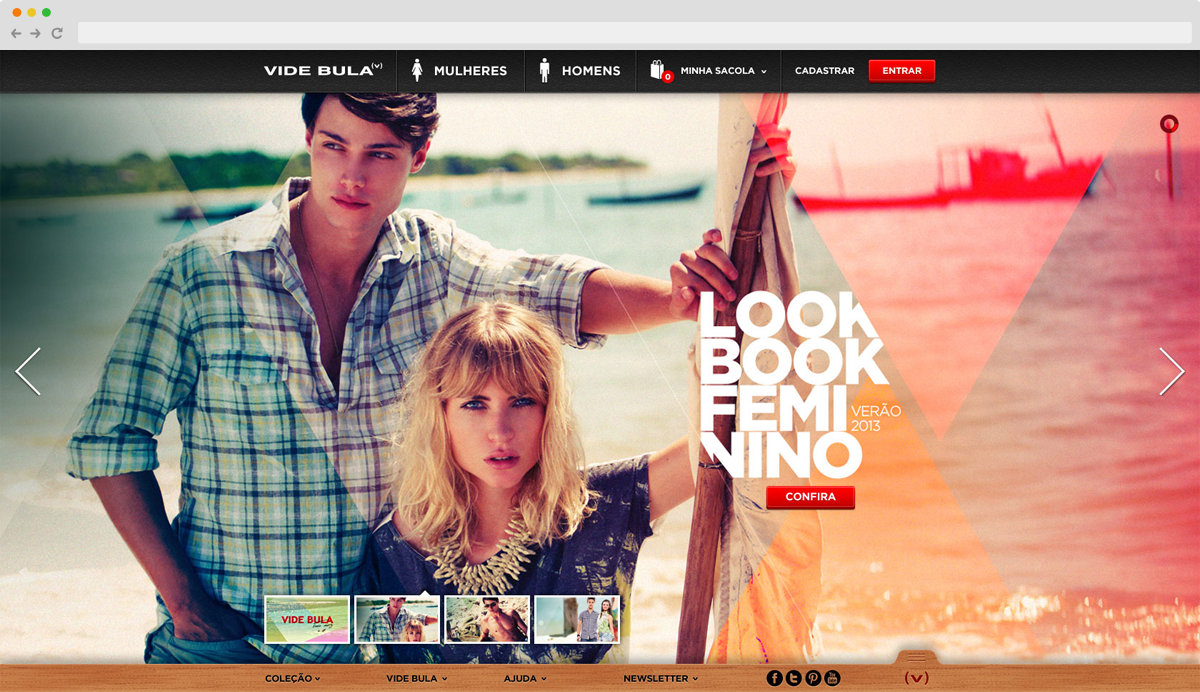 VIDE BULA(v)
MULHERES
HOMENS
0
MINHA SACOLA
CADASTRAR
ENTRAR
LOOK
BOOK
FEMI
NINO
VERÃO
2013
CONFIRA
VIDE BULA
COLEÇÃO
VIDE BULA
AJUDA
NEWSLETTER
(v)